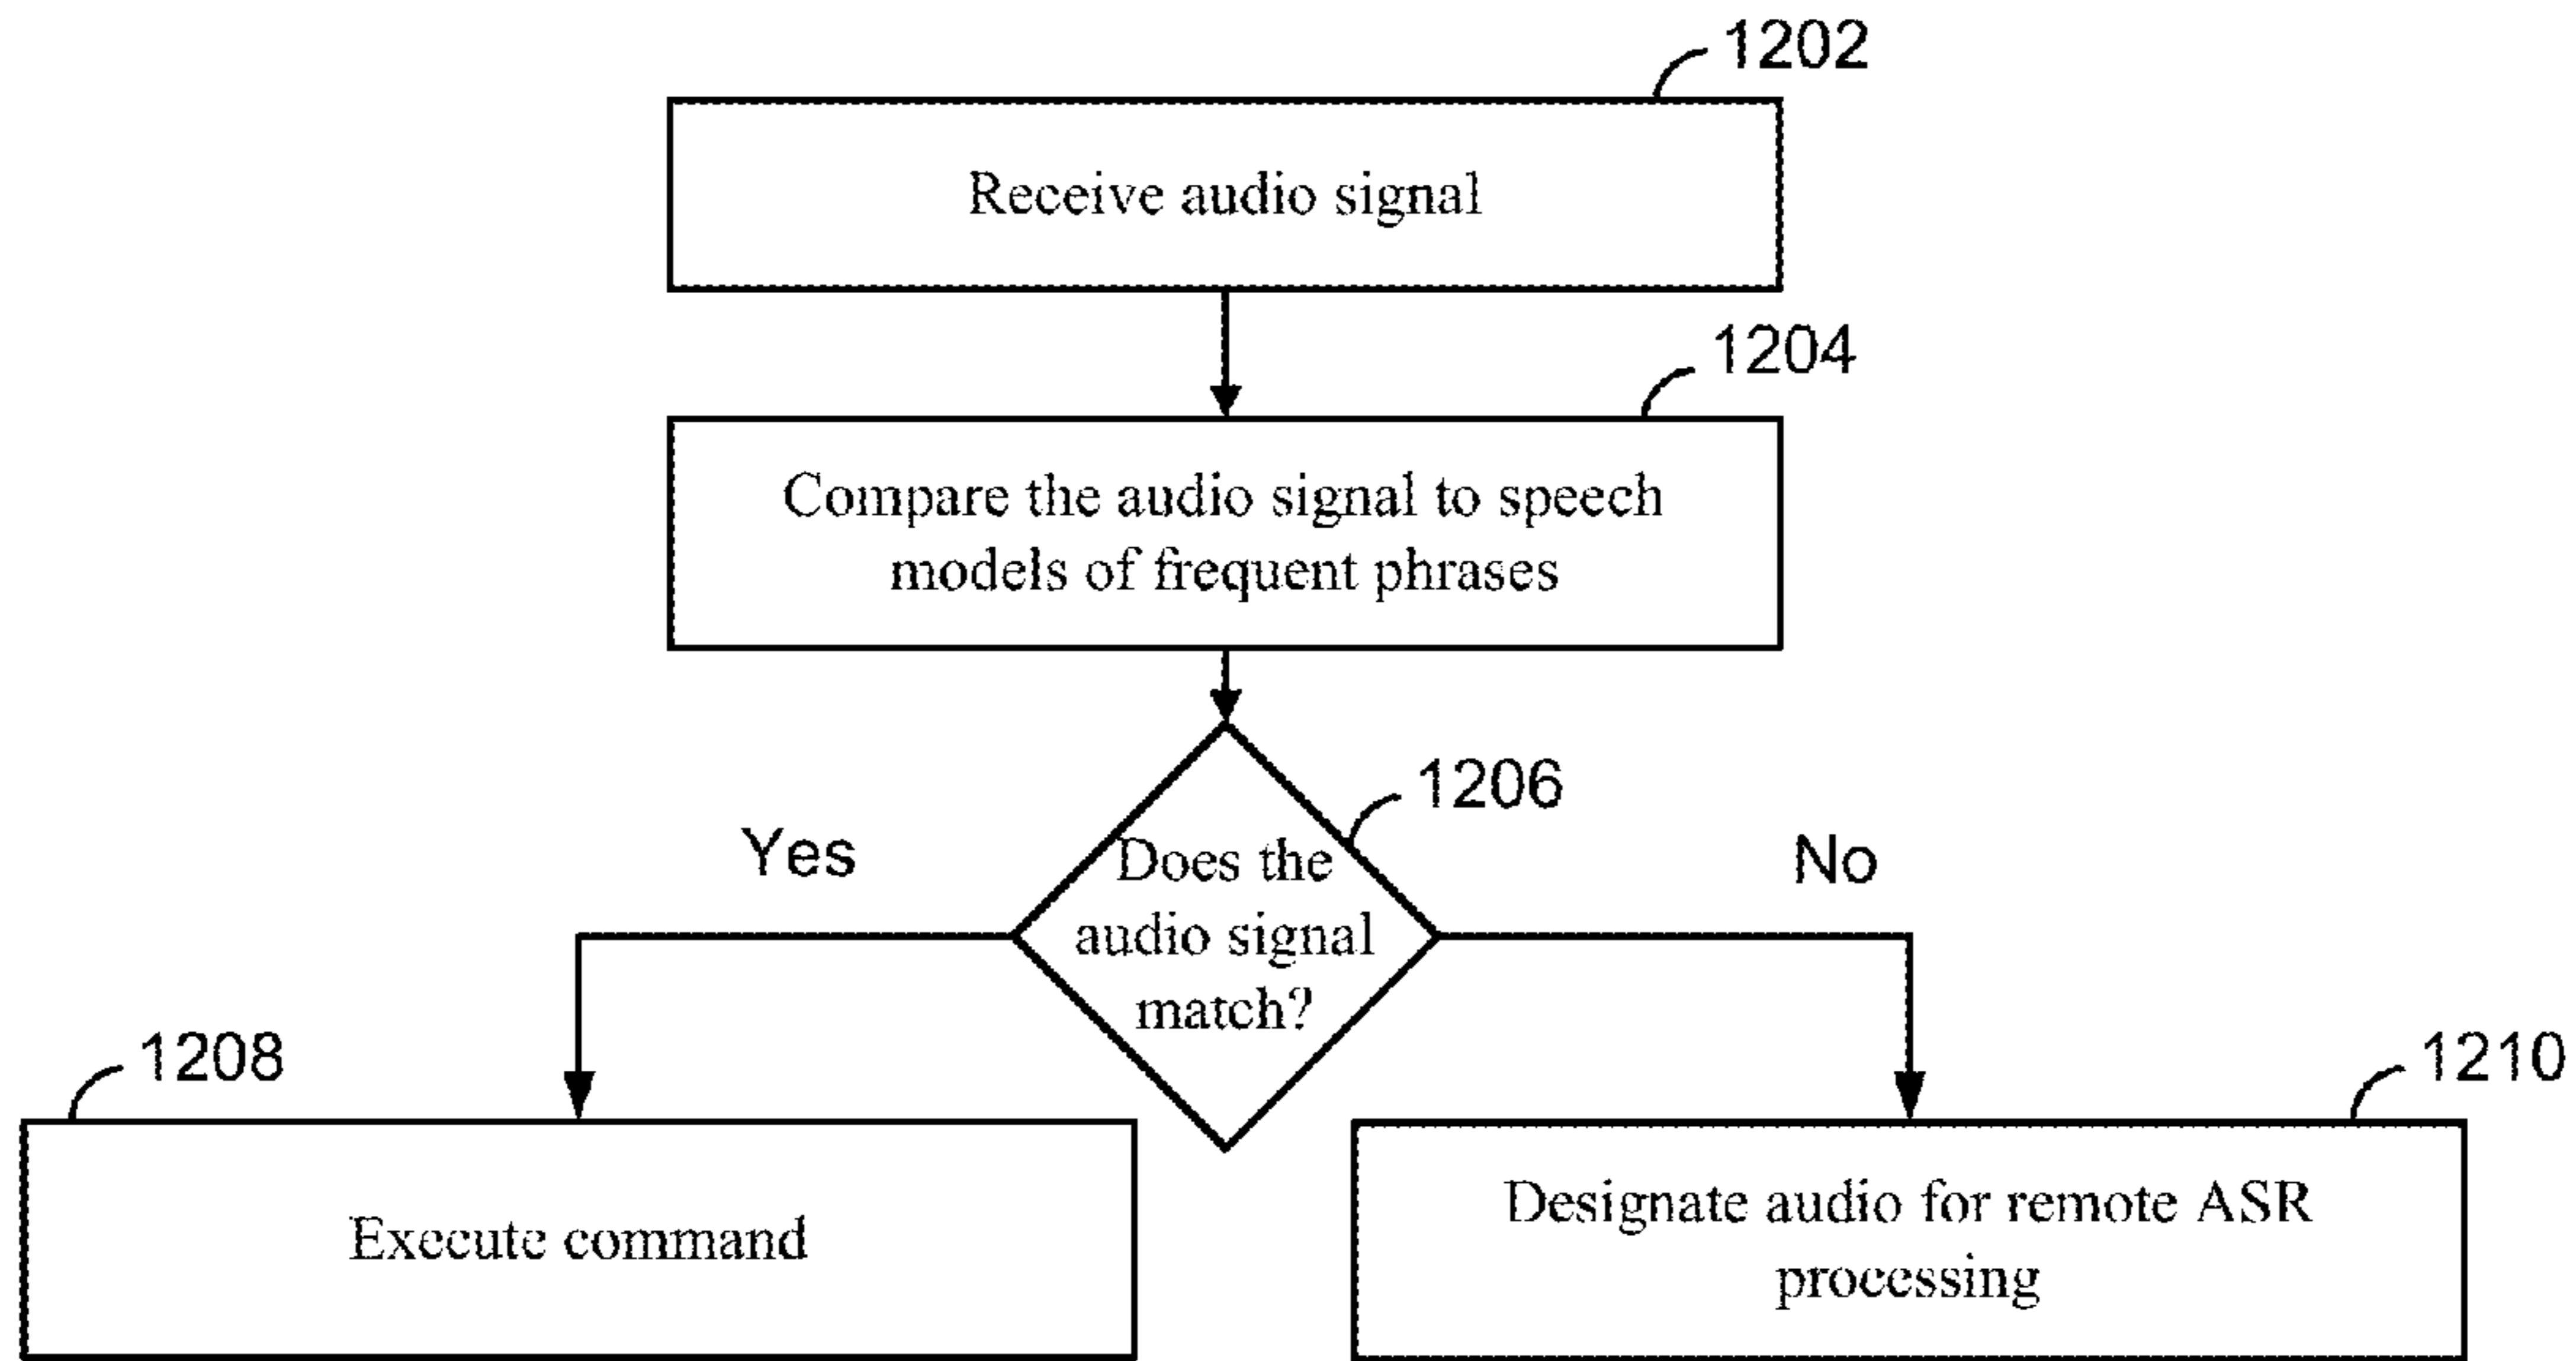 1202
Receive audio signal
1204
Compare the audio signal to speech
models of frequent phrases
1206
Does the
audio signal
match?
Yes
No
1208
Execute command
1210
Designate audio for remote ASR
processing